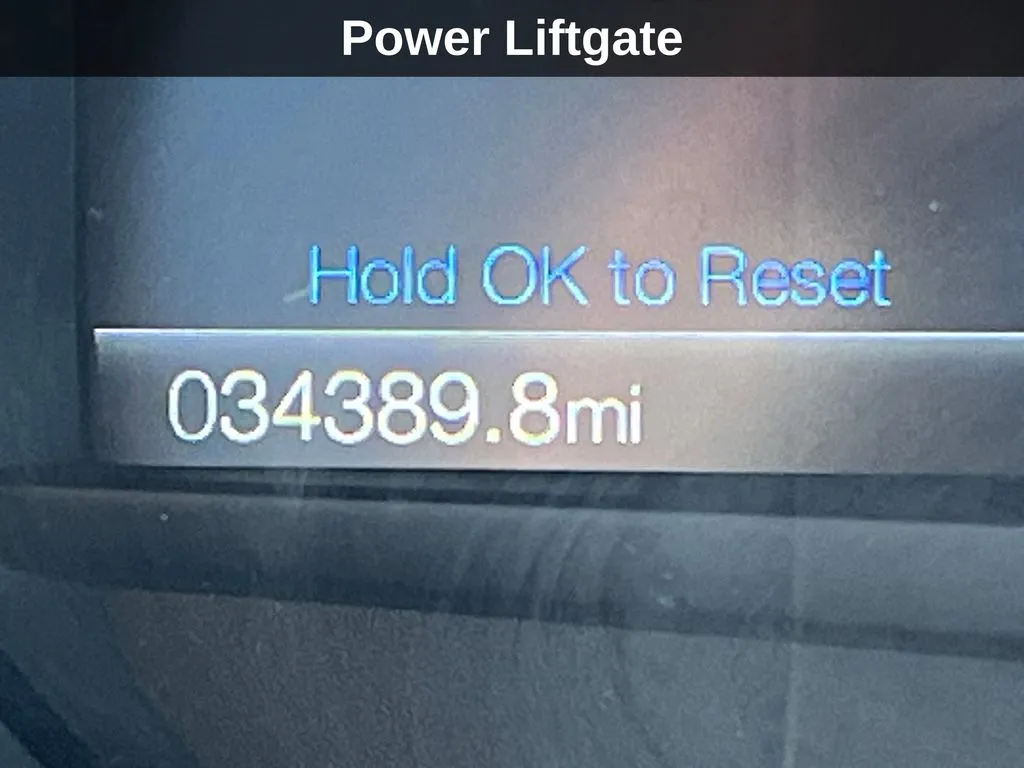 Power Liftgate
Hold OK to Reset
034389.8mi